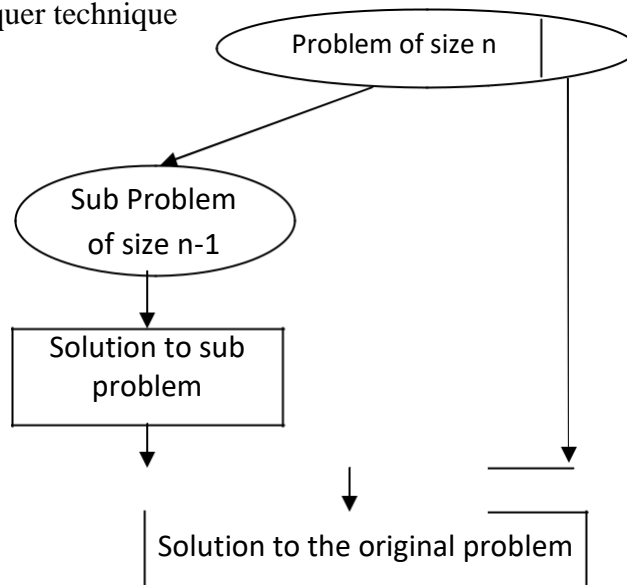 quer technique
Problem of size n
Sub Problem
of size n-1
Solution to sub
problem
Solution to the original problem